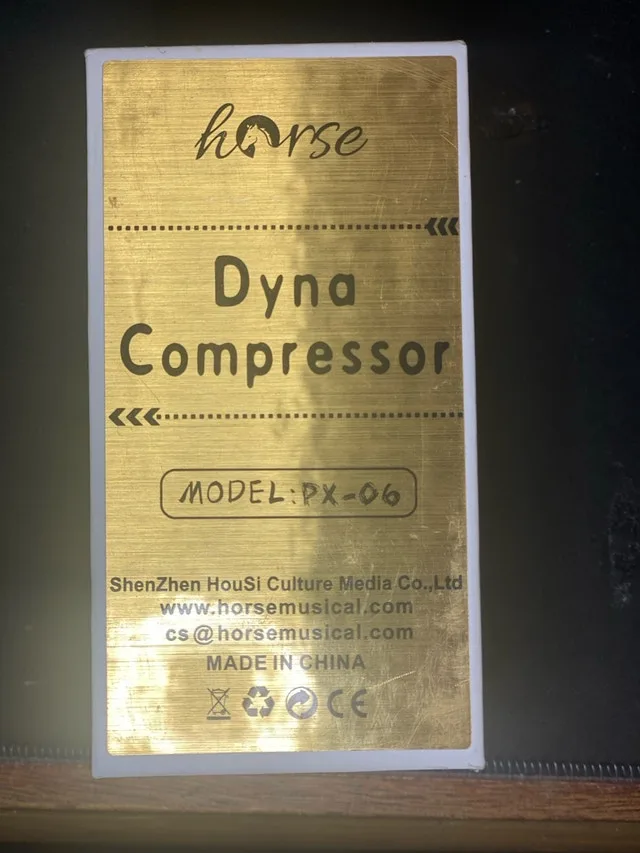 horse
Dyna
Compressor
MODEL:PX-06
ShenZhen HouSi Culture Media Co.,Ltd
www.horsemusical.com
cs@horsemusical.com
MADE IN CHINA
CE